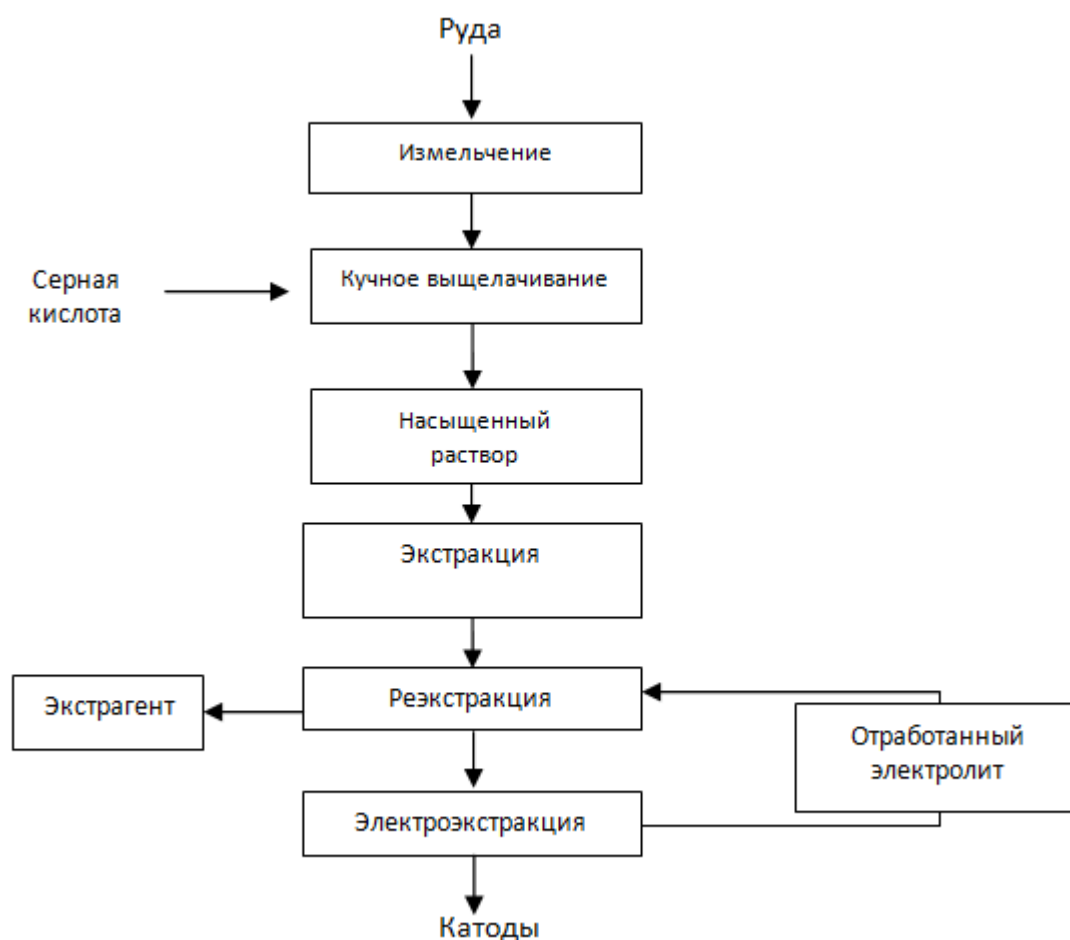 Руда
Измельчение
Кучное выщелачивание
Серная
кислота
Насыщенный
раствор
Экстракция
Реэкстракция
Экстрагент
Отработанный
электролит
Электроэкстракция
Катоды